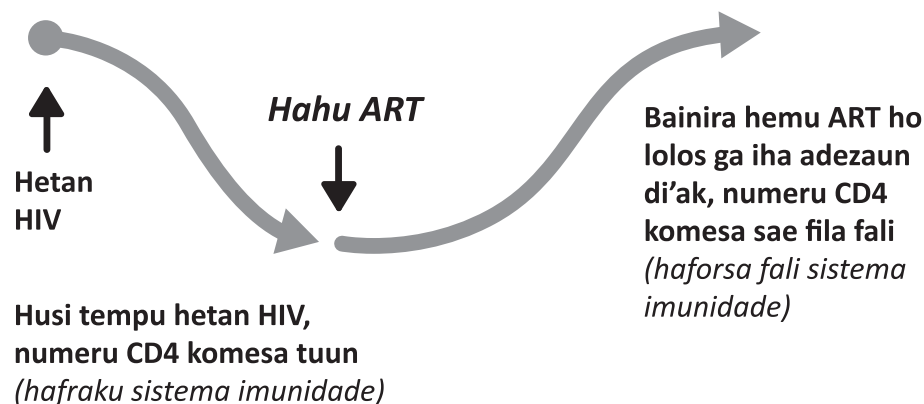 Hetan
HIV
Hahu ART
Husi tempu hetan HIV,
numeru CD4 komesa tuun
(hafraku sistema imunidade)
Bainira hemu ART ho
lolos ga iha adezaun
di’ak, numeru CD4
komesa sae fila fali
(haforsa fali sistema
imunidade)